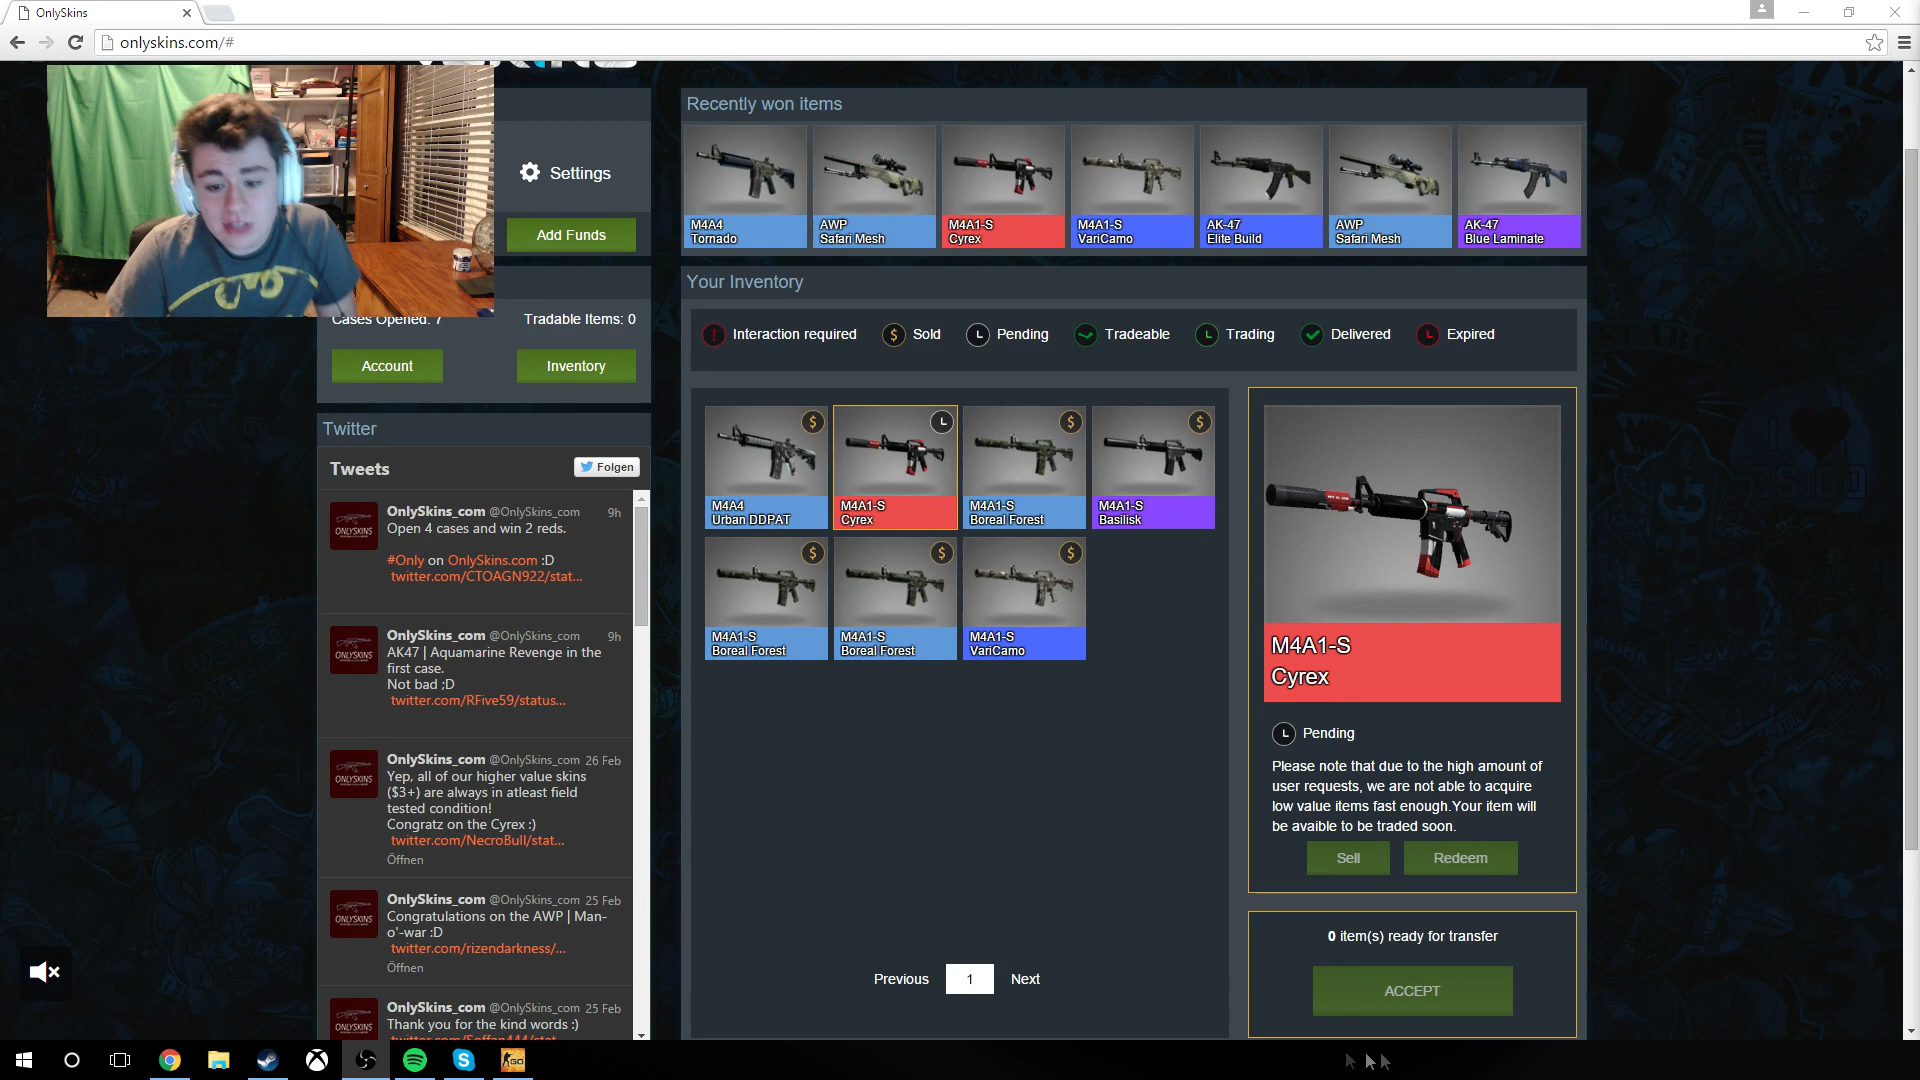 OnlySkins
onlyskins.com/#
Settings
Add Funds
Cases Opened: 7
Tradable Items: 0
Account
Inventory
Twitter
Tweets
Folgen
OnlySkins_com @OnlySkins_com 9h
Open 4 cases and win 2 reds.
#Only on OnlySkins.com :D
twitter.com/CTOAGN922/stat...
OnlySkins_com @OnlySkins_com 9h
AK47 | Aquamarine Revenge in the
first case.
Not bad ;D
twitter.com/RFive59/status...
OnlySkins_com @OnlySkins_com 26 Feb
Yep, all of our higher value skins
($3+) are always in atleast field
tested condition!
Congratz on the Cyrex :)
twitter.com/NecroBull/stat...
Öffnen
OnlySkins_com @OnlySkins_com 25 Feb
Congratulations on the AWP | Man-
o'-war :D
twitter.com/rizendarkness/...
Öffnen
OnlySkins_com @OnlySkins_com 25 Feb
Thank you for the kind words :)
ONLYSKINS
ONLYSKINS
ONLYSKINS
ONLYSKINS
ONLYSKINS
Recently won items
M4A4
Tornado
AWP
Safari Mesh
M4A1-S
Cyrex
M4A1-S
VariCamo
AK-47
Elite Build
AWP
Safari Mesh
AK-47
Blue Laminate
Your Inventory
Interaction required
Sold
Pending
Tradeable
Trading
Delivered
Expired
M4A4
Urban DDPAT
M4A1-S
Cyrex
M4A1-S
Boreal Forest
M4A1-S
Basilisk
M4A1-S
Boreal Forest
M4A1-S
Boreal Forest
M4A1-S
VariCamo
Previous 1 Next
M4A1-S
Cyrex
Pending
Please note that due to the high amount of
user requests, we are not able to acquire
low value items fast enough.Your item will
be avaible to be traded soon.
Sell
Redeem
0 item(s) ready for transfer
ACCEPT
GO